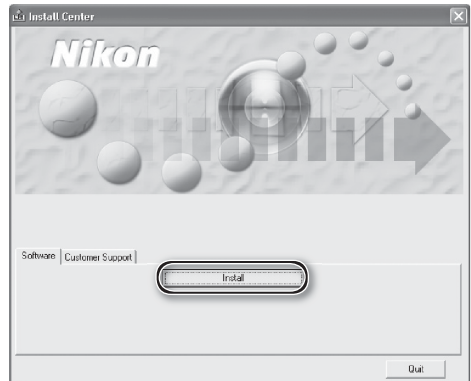 Install Center
Nikon
Software Customer Support
Install
Quit